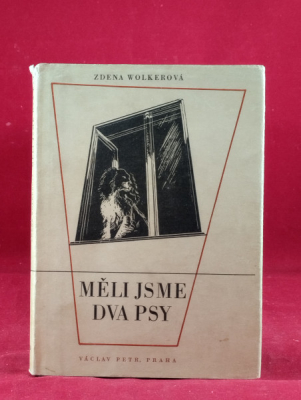 ZDENA WOLKEROVÁ
MĚLI JSME
DVA PSY
VÁCLAV PETR, PRAHA